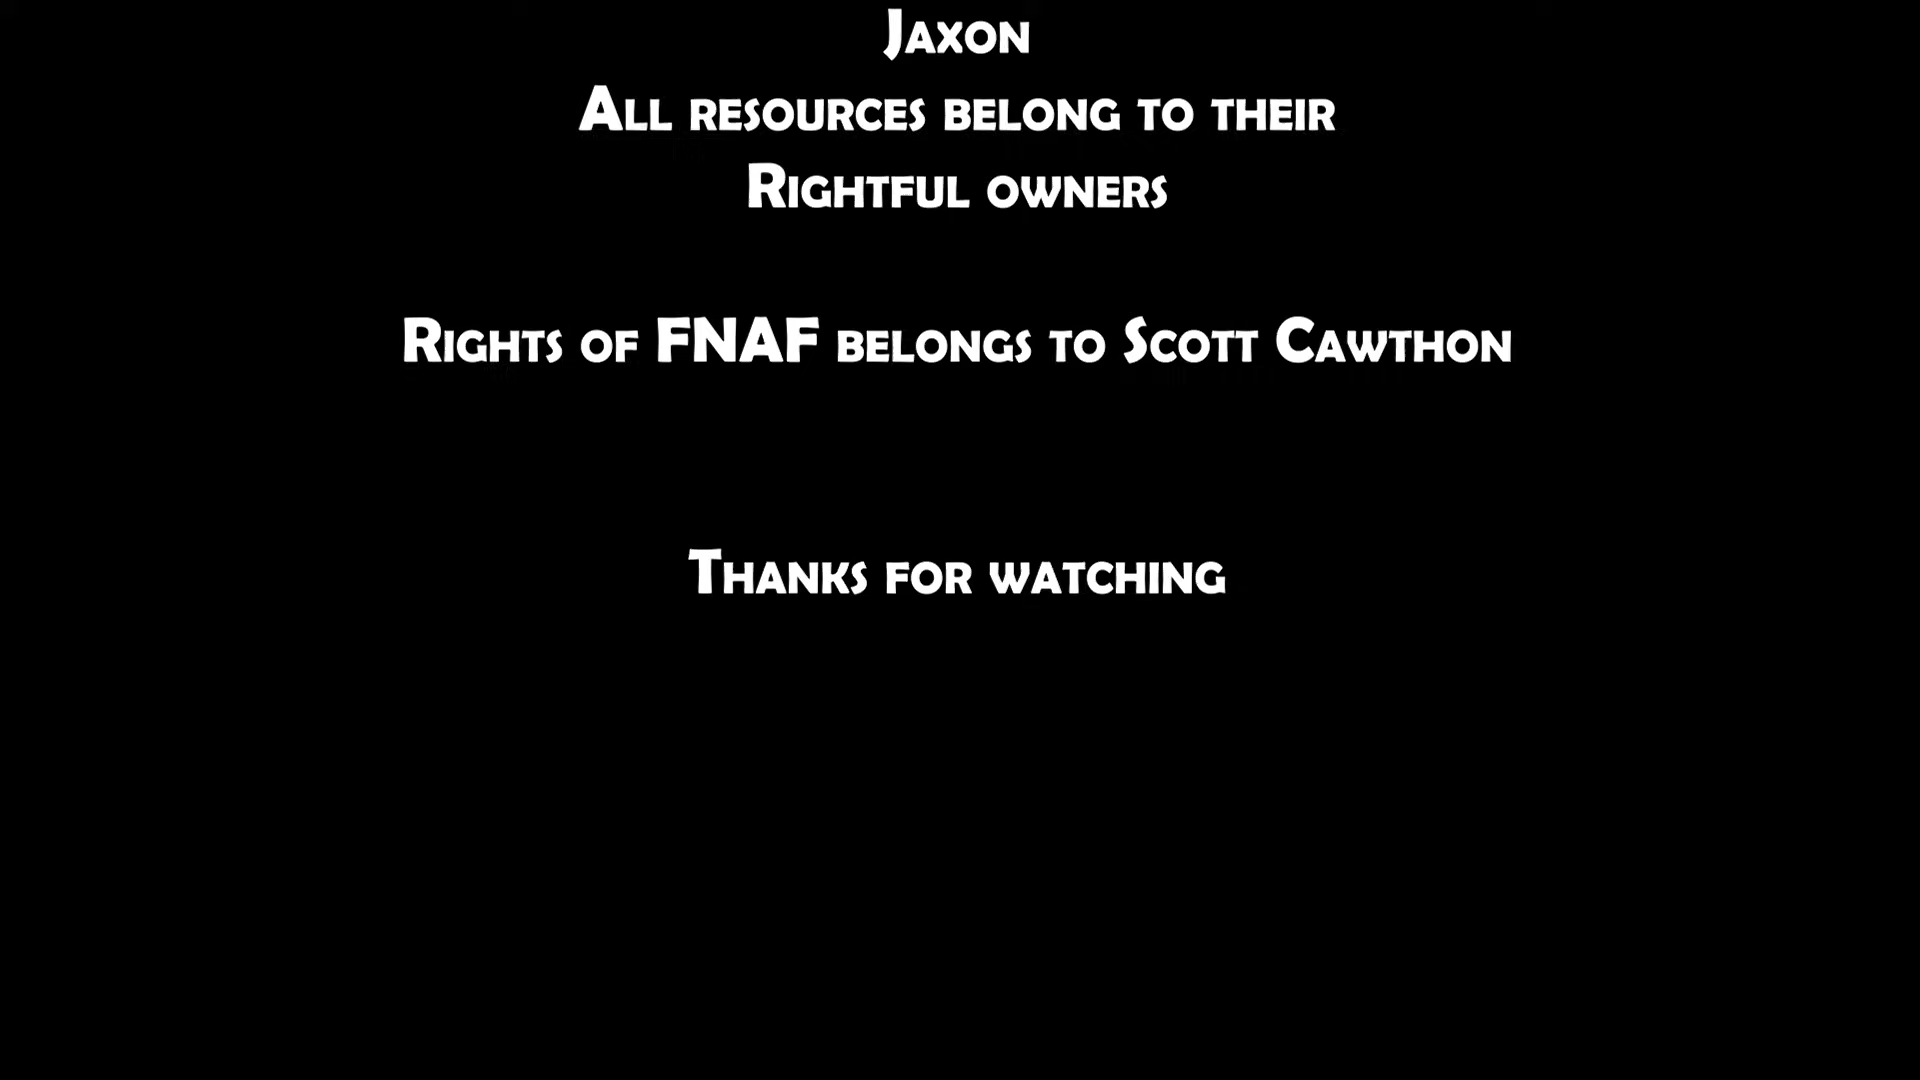 Jaxon
All resources belong to their
Rightful owners
Rights of FNAF belongs to Scott Cawthon
Thanks for watching